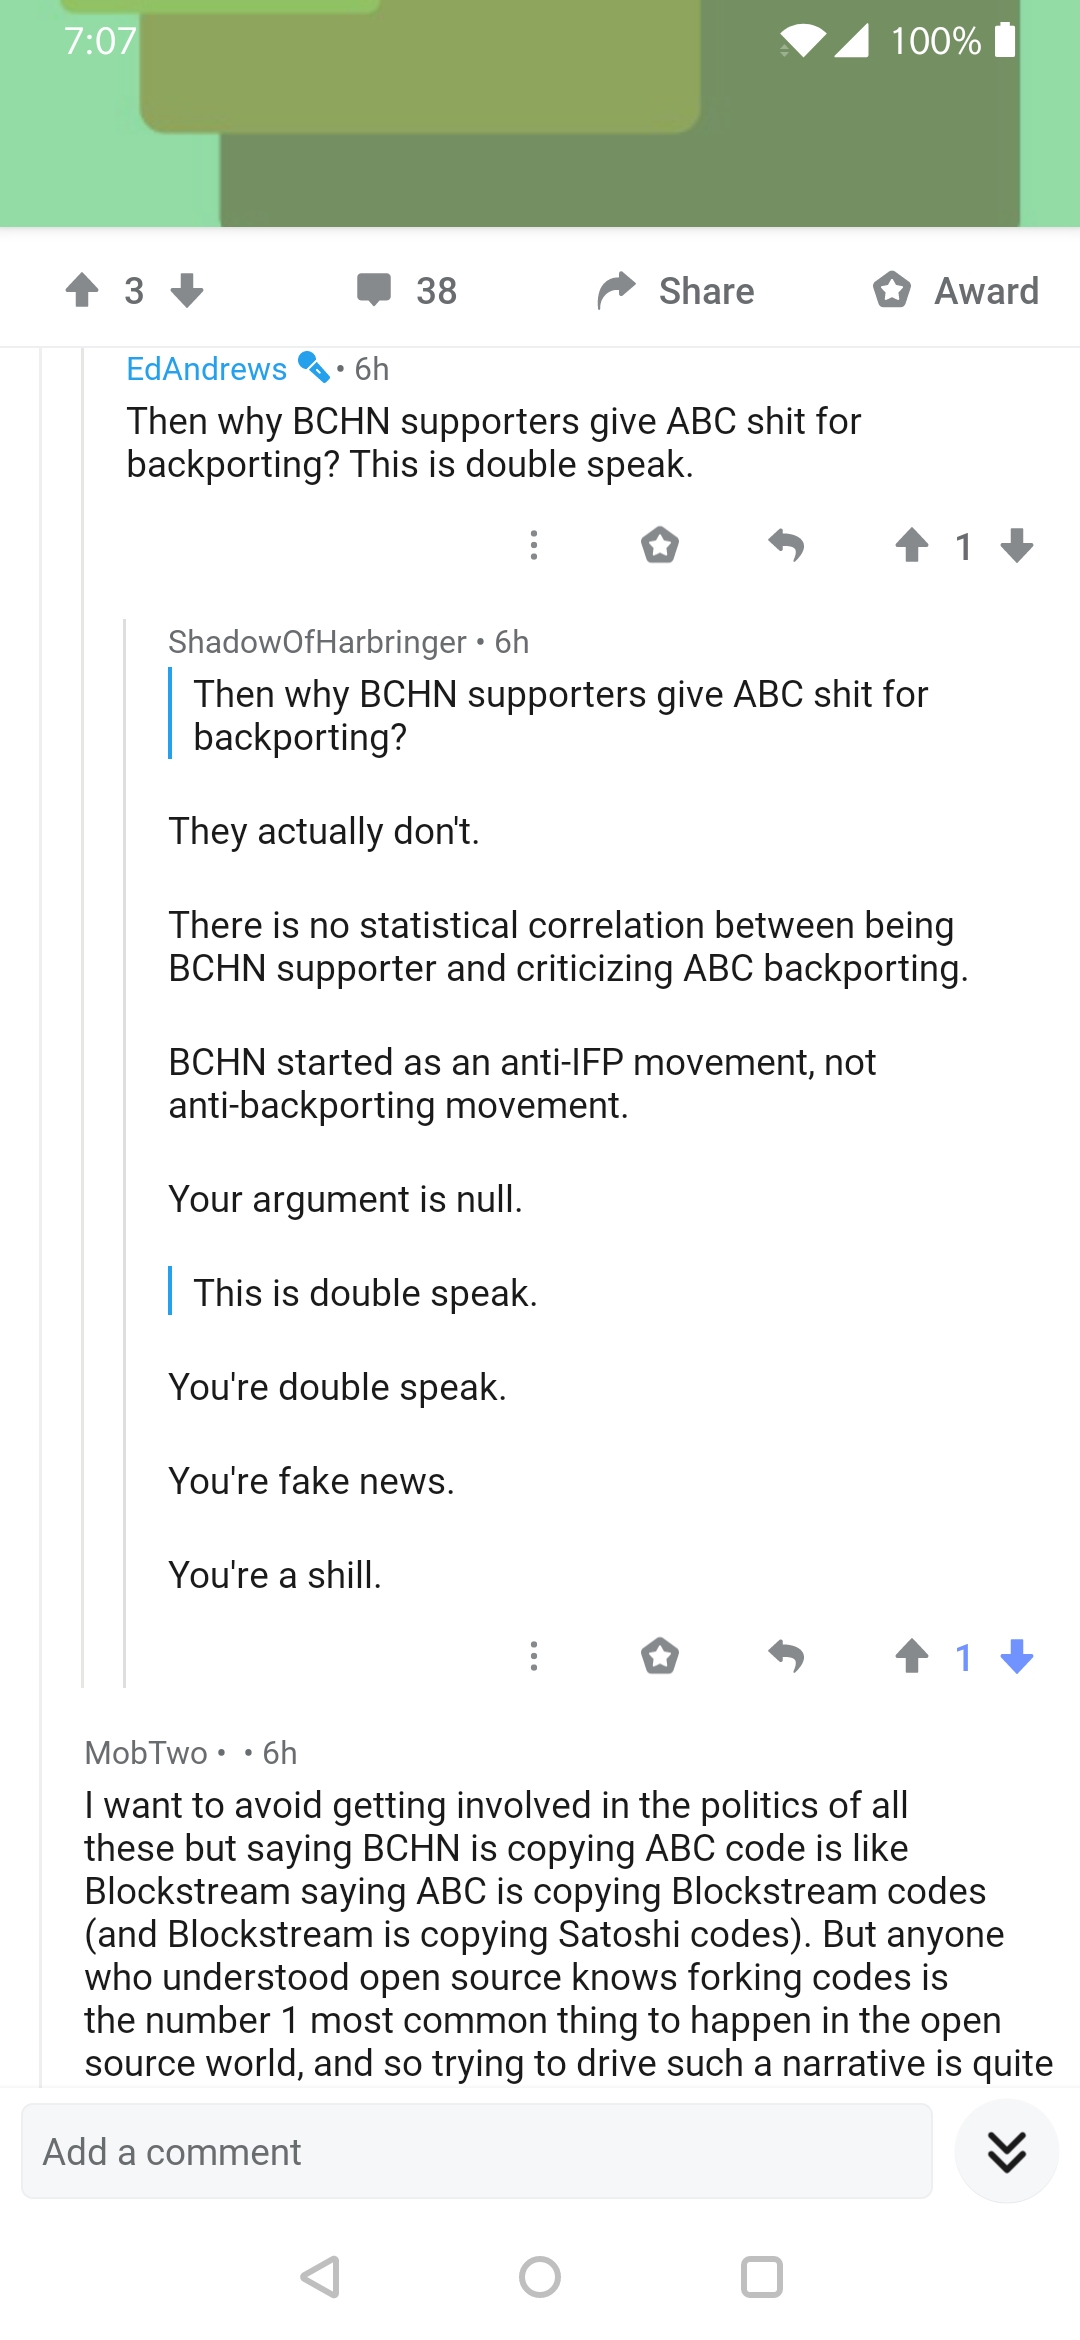 7:07
100%
3
38
Share
Award
EdAndrews • 6h
Then why BCHN supporters give ABC shit for
backporting? This is double speak.
1
ShadowOfHarbringer • 6h
Then why BCHN supporters give ABC shit for
backporting?
They actually don't.
There is no statistical correlation between being
BCHN supporter and criticizing ABC backporting.
BCHN started as an anti-IFP movement, not
anti-backporting movement.
Your argument is null.
This is double speak.
You're double speak.
You're fake news.
You're a shill.
1
MobTwo • • 6h
I want to avoid getting involved in the politics of all
these but saying BCHN is copying ABC code is like
Blockstream saying ABC is copying Blockstream codes
(and Blockstream is copying Satoshi codes). But anyone
who understood open source knows forking codes is
the number 1 most common thing to happen in the open
source world, and so trying to drive such a narrative is quite
Add a comment